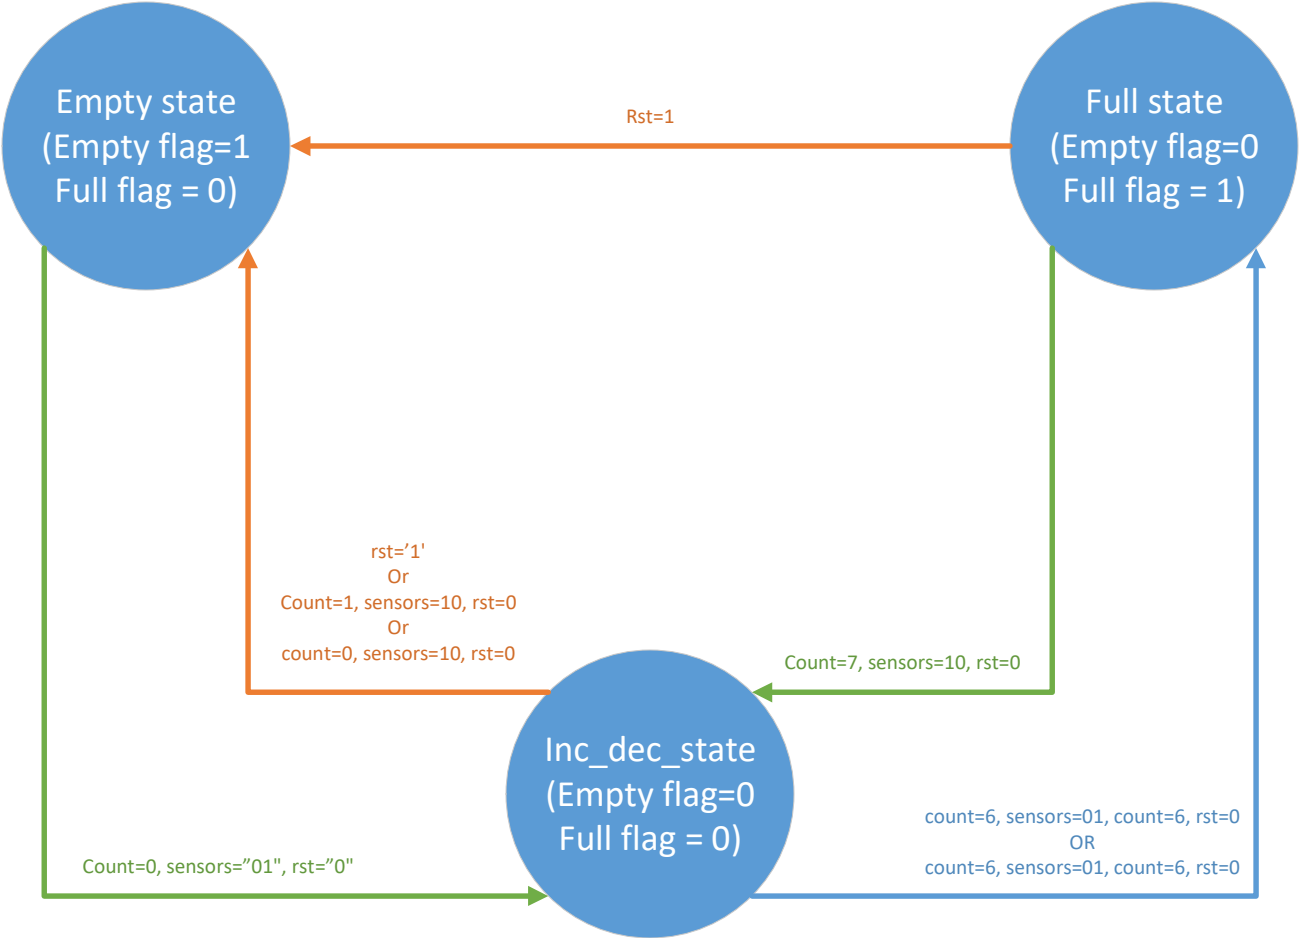 Empty state
(Empty flag=1
Full flag = 0)
Rst=1
Full state
(Empty flag=0
Full flag = 1)
rst=’1'
Or
Count=1, sensors=10, rst=0
Or
count=0, sensors=10, rst=0
Count=7, sensors=10, rst=0
Inc_dec_state
(Empty flag=0
Full flag = 0)
count=6, sensors=01, count=6, rst=0
OR
count=6, sensors=01, count=6, rst=0
Count=0, sensors=”01", rst=”0"